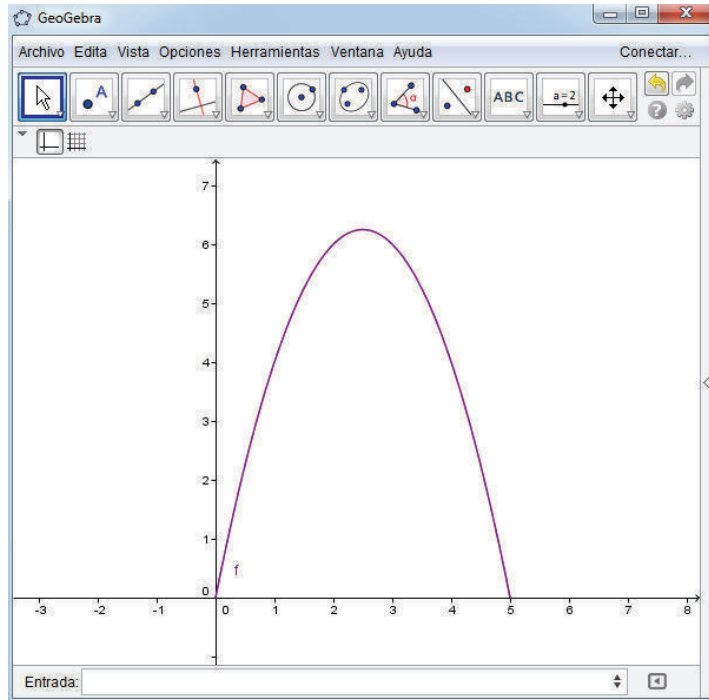 GeoGebra
Archivo Edita Vista Opciones Herramientas Ventana Ayuda Conectar...
A α ABC a=2 ?
7
6
5
4
3
2
1
0
f
-3 -2 -1 0 1 2 3 4 5 6 7 8
Entrada: